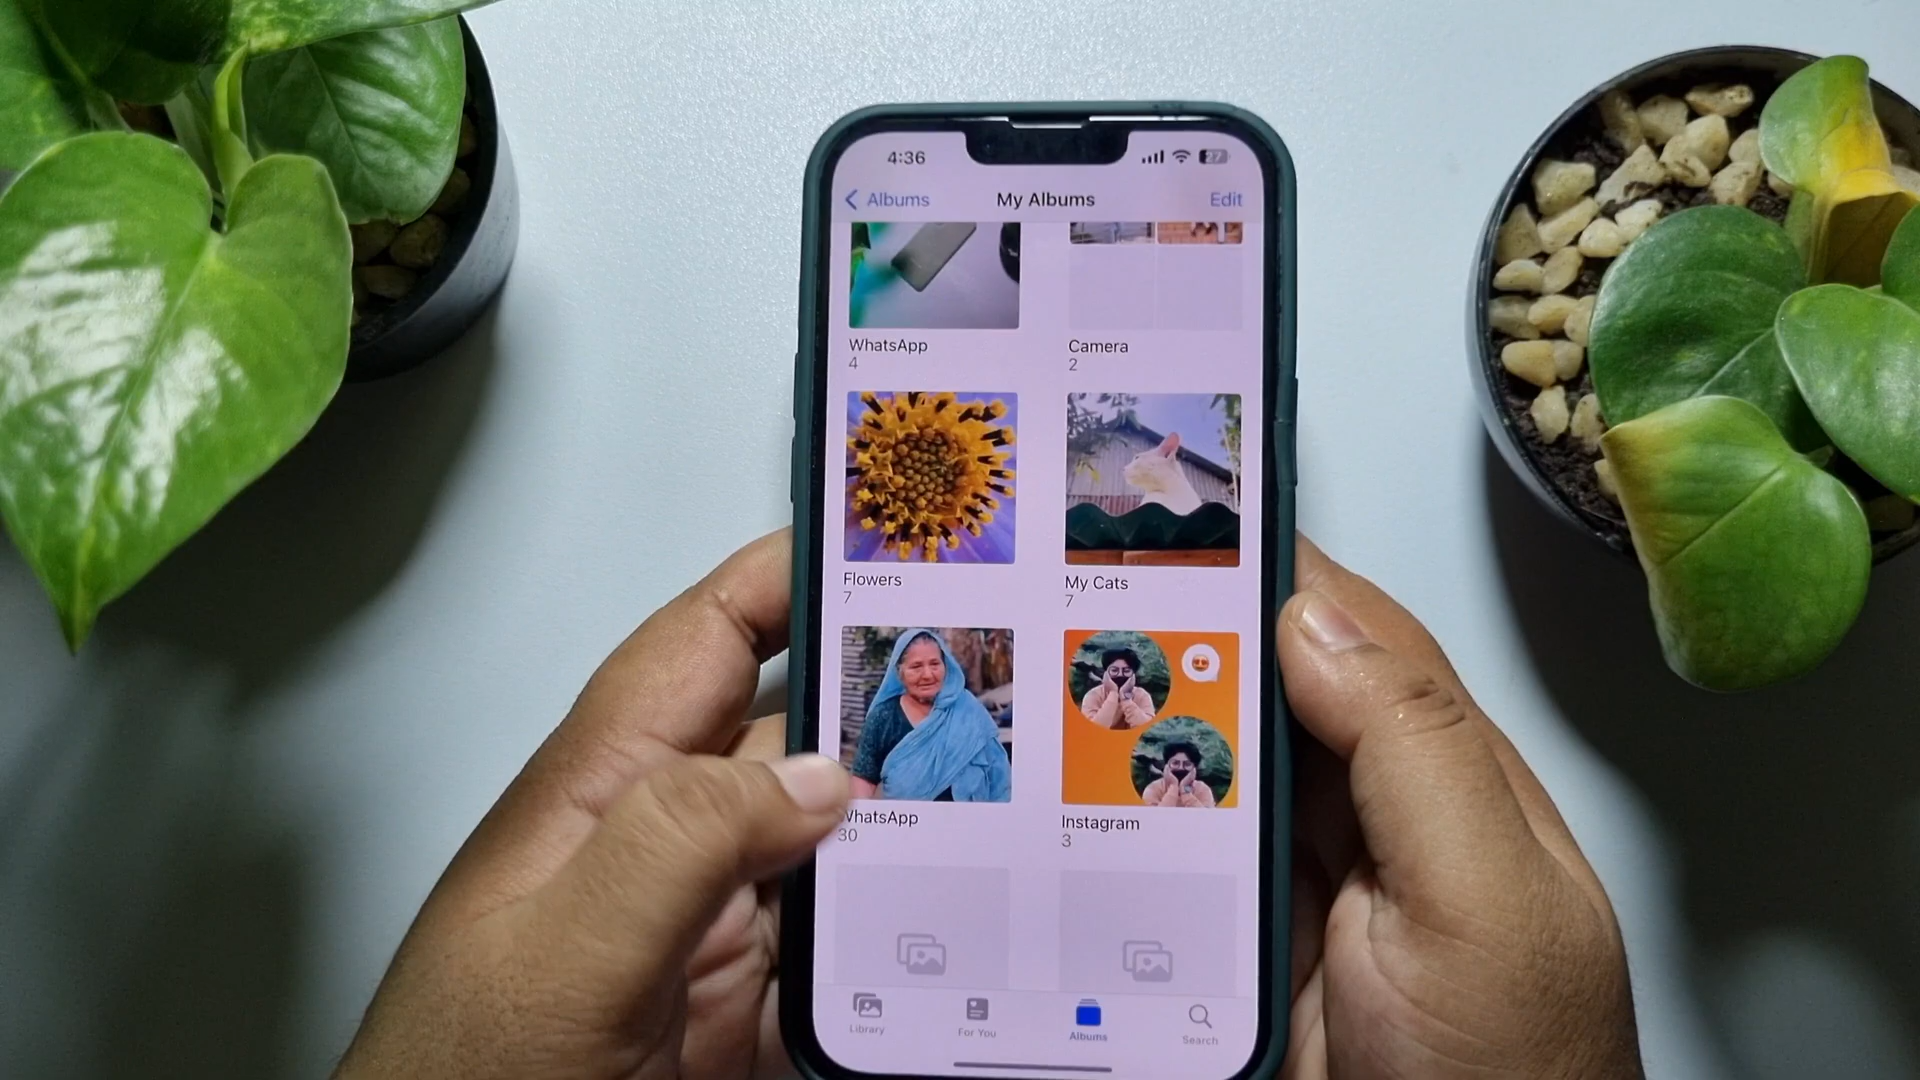 4:36
27
Albums
My Albums
Edit
WhatsApp
4
Camera
2
Flowers
7
My Cats
7
WhatsApp
30
Instagram
3
Library
For You
Albums
Search